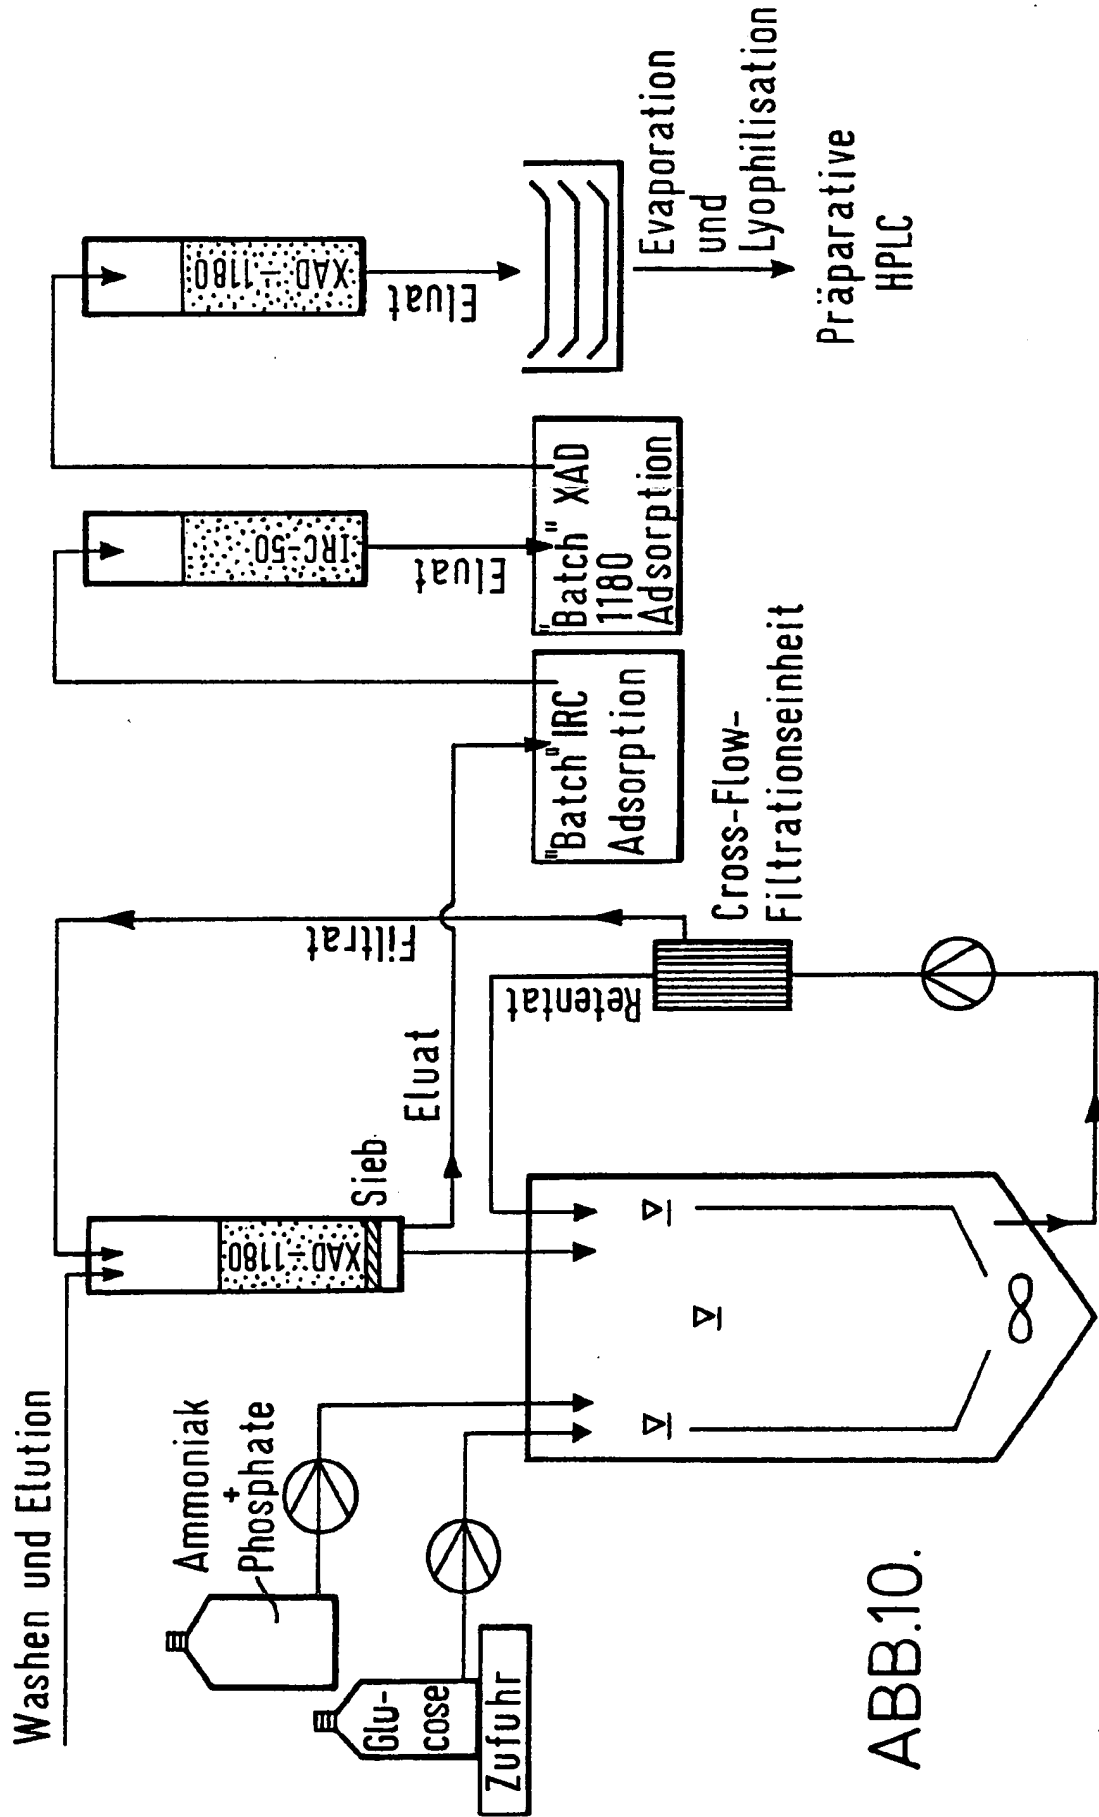 Washen und Elution
Ammoniak
+
Phosphate
Glu-
cose
Zufuhr
XAD-1180
Sieb
Eluat
Filtrat
Retentat
Cross-Flow-
Filtrationseinheit
"Batch" IRC
Adsorption
IRC-50
Eluat
"Batch" XAD
1180
Adsorption
XAD-1180
Eluat
Evaporation
und
Lyophilisation
Präparative
HPLC
ABB.10.